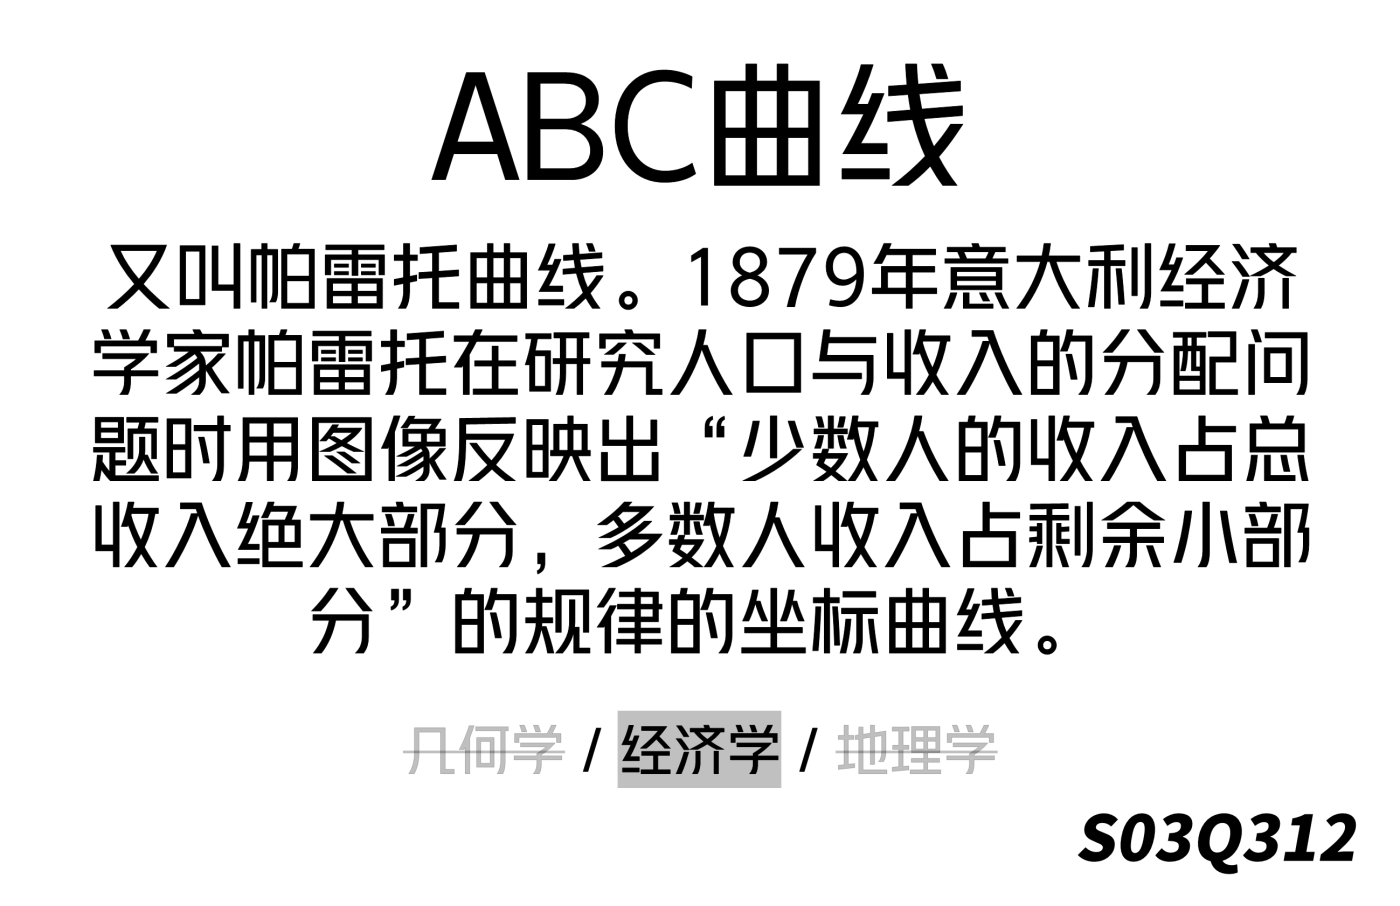 ABC曲线
又叫帕雷托曲线。1879年意大利经济
学家帕雷托在研究人口与收入的分配问
题时用图像反映出“少数人的收入占总
收入绝大部分，多数人收入占剩余小部
分”的规律的坐标曲线。
几何学 / 经济学 / 地理学
S03Q312